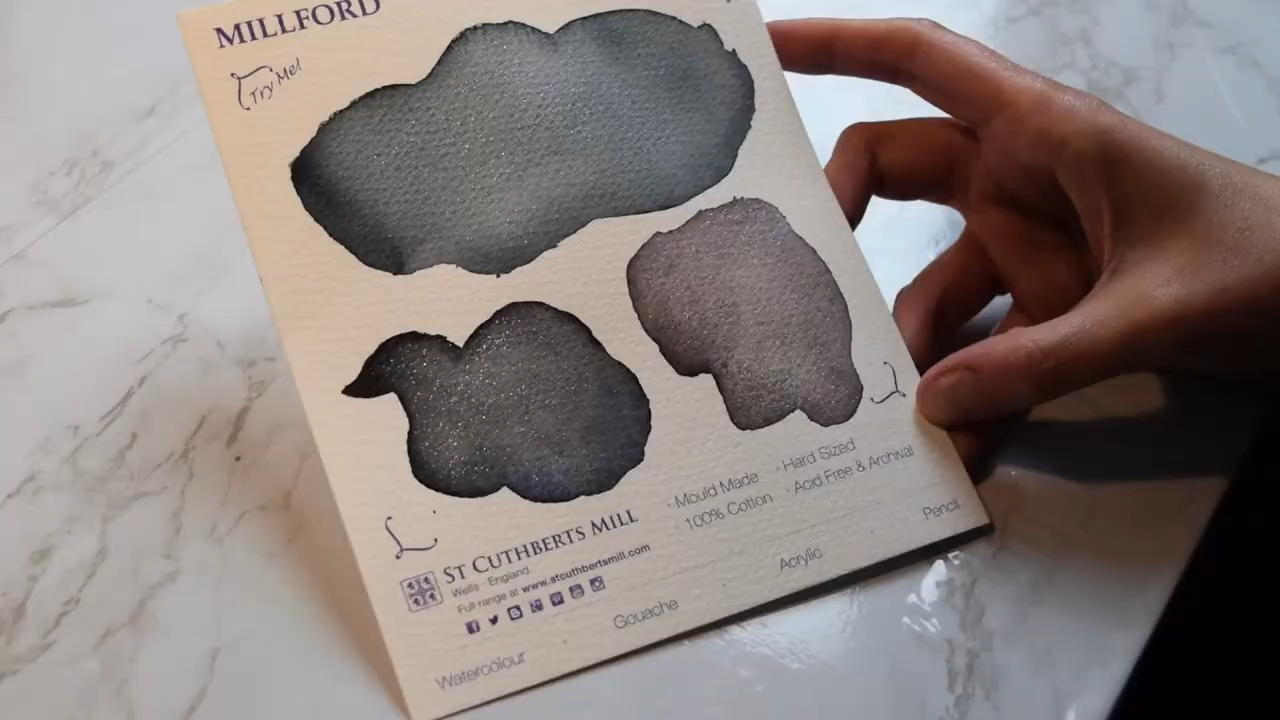 MILLFORD
Try Me!
· Mould Made · Hard Sized
100% Cotton · Acid Free & Archival
ST CUTHBERTS MILL
Wells · England
Full range at www.stcuthbertsmill.com
Watercolour Gouache Acrylic Pencil